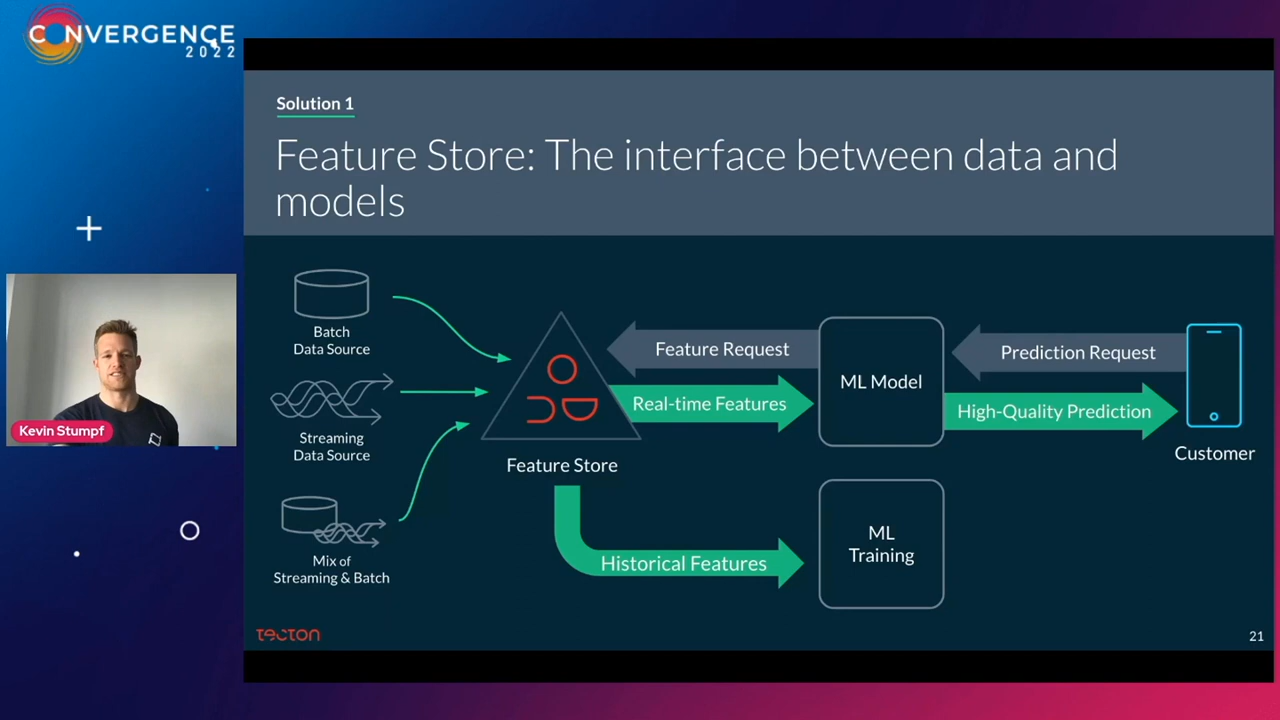 CONVERGENCE
2022
Solution 1
Feature Store: The interface between data and
models
Batch
Data Source
Streaming
Data Source
Mix of
Streaming & Batch
Feature Store
Feature Request
Real-time Features
Historical Features
ML Model
ML
Training
Prediction Request
High-Quality Prediction
Customer
Kevin Stumpf
tecton
21